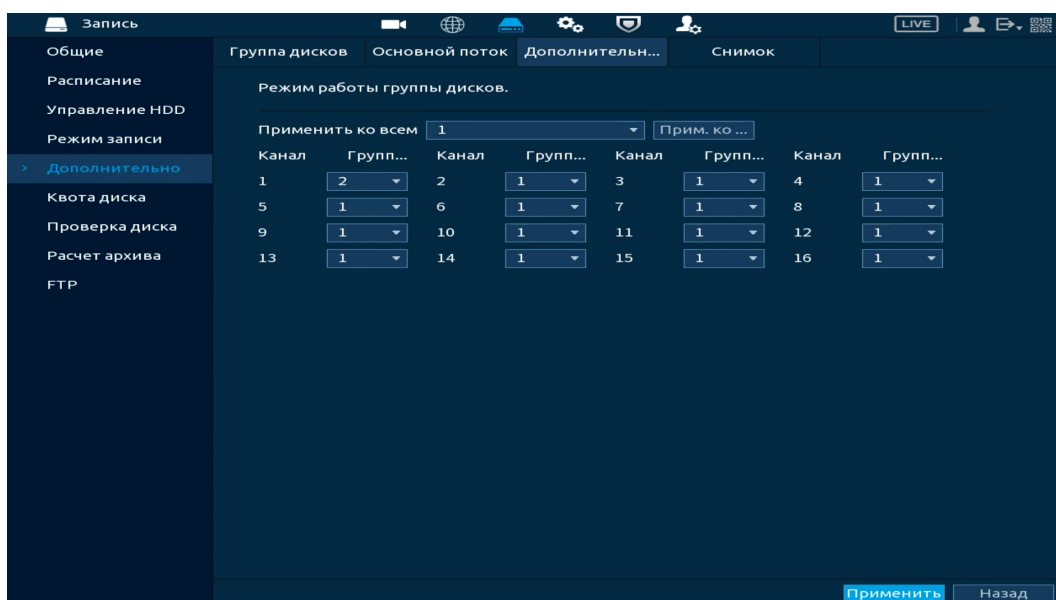 Запись LIVE
Общие
Расписание
Управление HDD
Режим записи
> Дополнительно
Квота диска
Проверка диска
Расчет архива
FTP
Группа дисков Основной поток Дополнительн... Снимок
Режим работы группы дисков.
Применить ко всем 1 Прим. ко ...
Канал Групп... Канал Групп... Канал Групп... Канал Групп...
1 2 2 1 3 1 4 1
5 1 6 1 7 1 8 1
9 1 10 1 11 1 12 1
13 1 14 1 15 1 16 1
Применить Назад